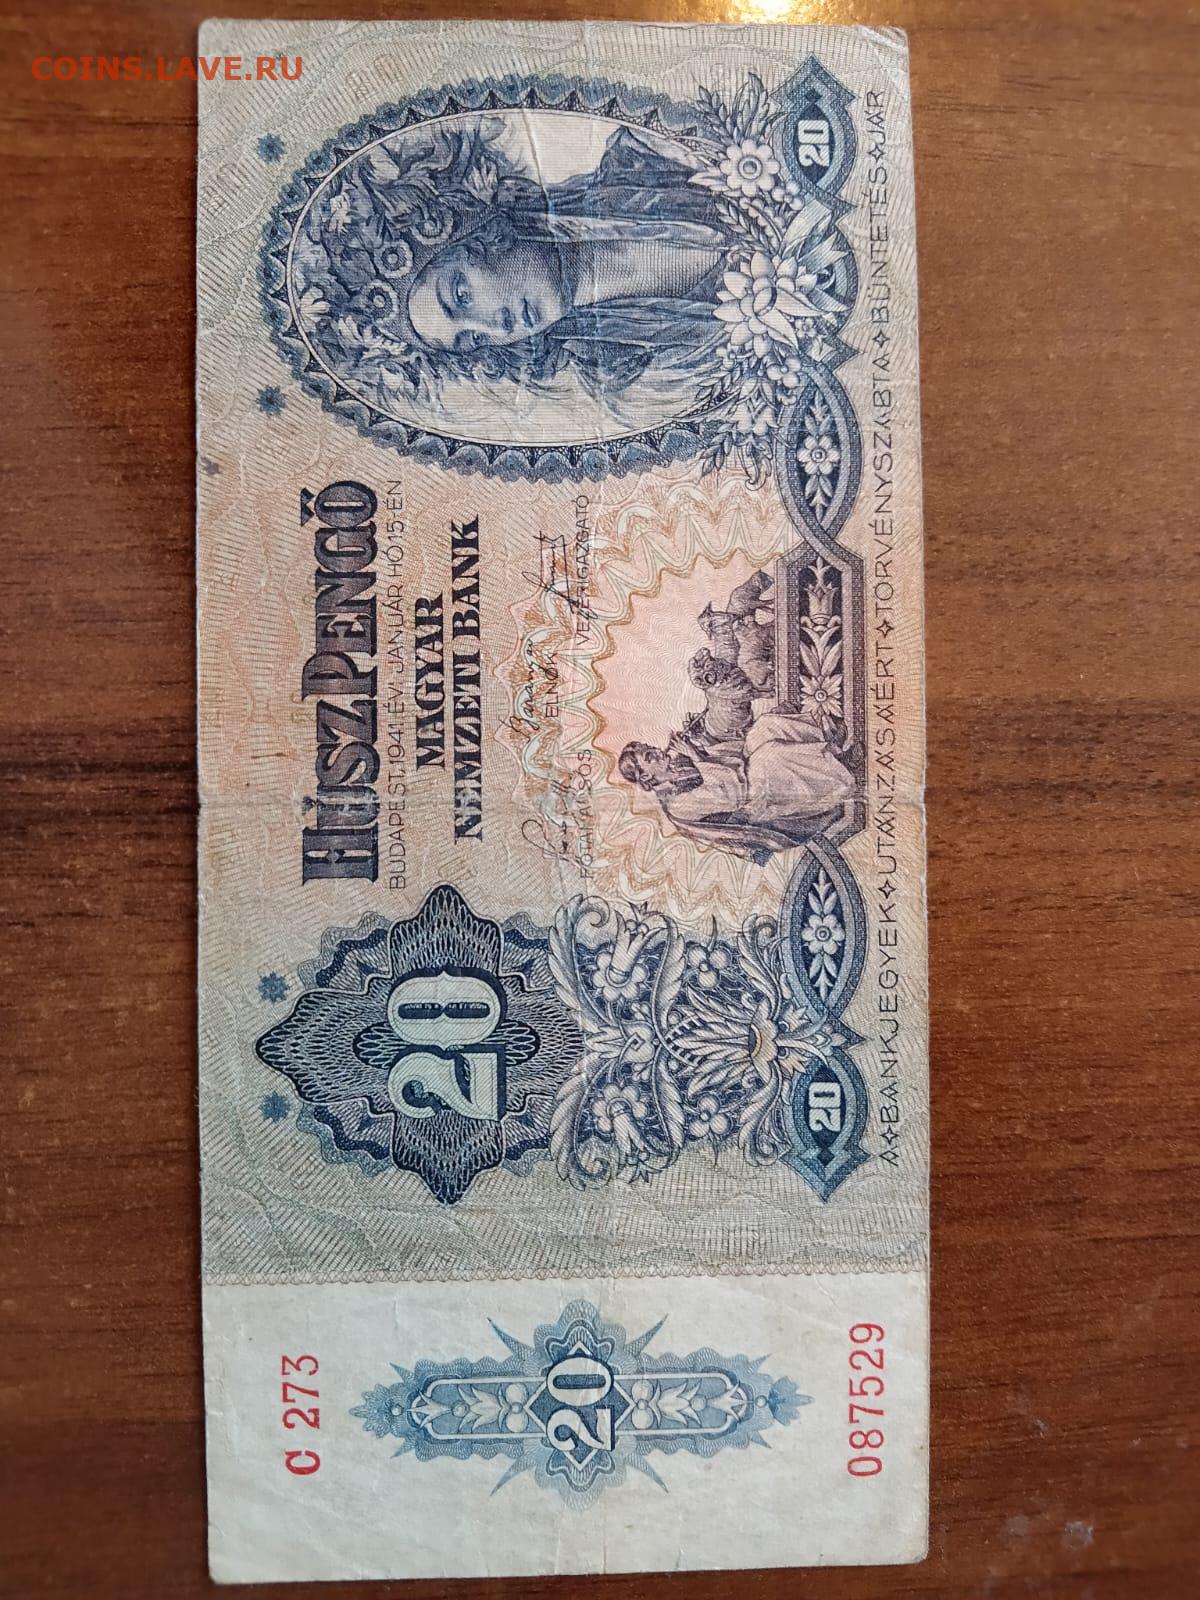 COINS.LAVE.RU
C 273
20
087529
20
HÚSZ PENGŐ
BUDAPEST, 1941 ÉVI JANUÁR HÓ 15-ÉN
MAGYAR
NEMZETI BANK
FŐTANÁCSOS ELNÖK VEZÉRIGAZGATÓ
20 20
A✧BANKJEGYEK✧UTÁNZÁSÁÉRT✧TÖRVÉNYSZABTA✧BÜNTETÉS✧JÁR